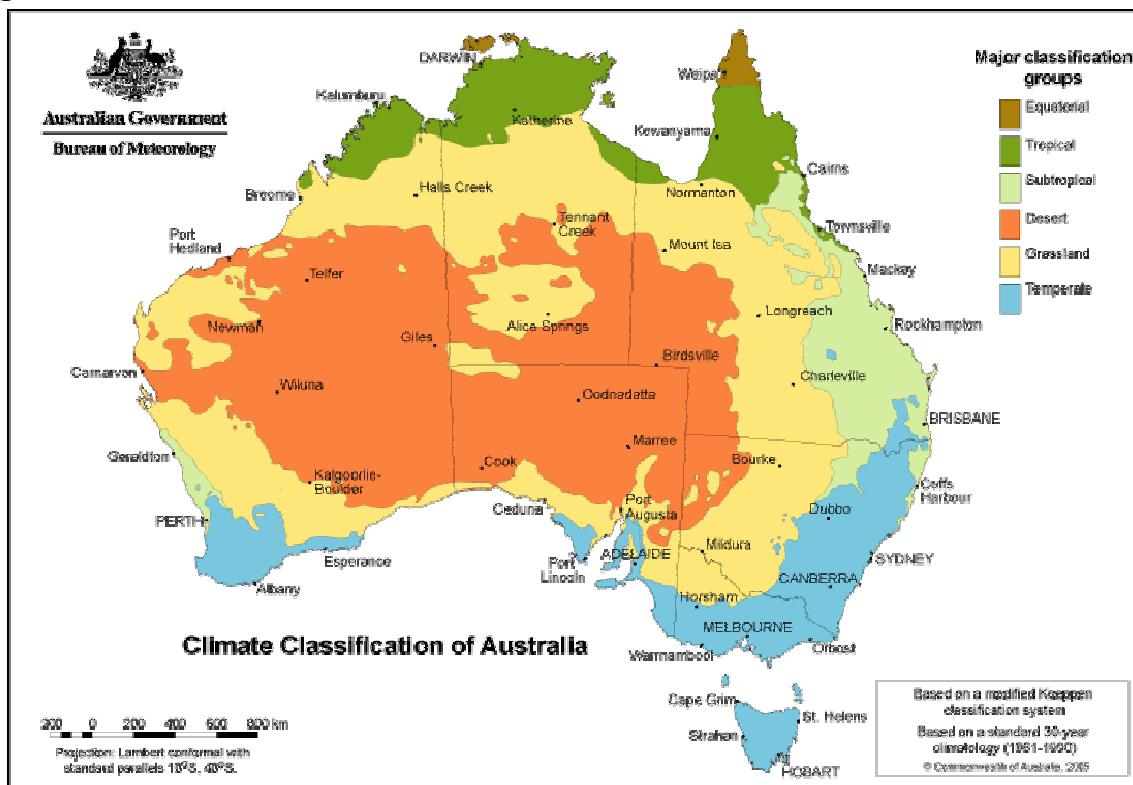 Australian Government
Bureau of Meteorology
Major classification
groups
Equatorial
Tropical
Subtropical
Desert
Grassland
Temperate
DARWIN
Weipa
Kalumburu
Katherine
Kowanyama
Cairns
Broome
Halls Creek
Normanton
Port
Hedland
Tennant
Creek
Townsville
Telfer
Mount Isa
Mackay
Newman
Alice Springs
Longreach
Rockhampton
Giles
Carnarvon
Birdsville
Wiluna
Oodnadatta
Charleville
BRISBANE
Geraldton
Marree
Kalgoorlie-
Boulder
Cook
Bourke
Coffs
Harbour
PERTH
Ceduna
Port
Augusta
Dubbo
Esperance
Port
Lincoln
ADELAIDE
Mildura
SYDNEY
Albany
CANBERRA
Horsham
MELBOURNE
Warrnambool
Orbost
Climate Classification of Australia
Cape Grim
St. Helens
Strahan
HOBART
200 0 200 400 600 800 km
Projection: Lambert conformal with
standard parallels 10°S, 40°S.
Based on a modified Koeppen
classification system
Based on a standard 30-year
climatology (1961-1990)
© Commonwealth of Australia, 2005